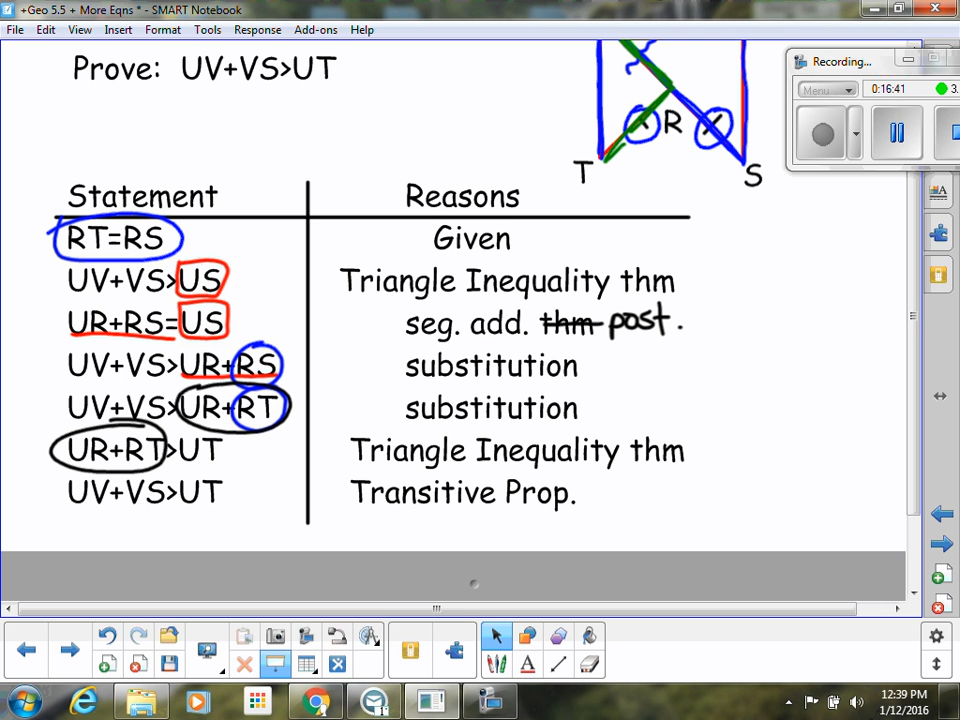 +Geo 5.5 + More Eqns * - SMART Notebook
File Edit View Insert Format Tools Response Add-ons Help
Prove: UV+VS>UT
Recording...
Menu
0:16:41
3.
R
T
S
Statement Reasons
RT=RS Given
UV+VS>US Triangle Inequality thm
UR+RS=US seg. add. thm post.
UV+VS>UR+RS substitution
UV+VS>UR+RT substitution
UR+RT>UT Triangle Inequality thm
UV+VS>UT Transitive Prop.
12:39 PM
1/12/2016